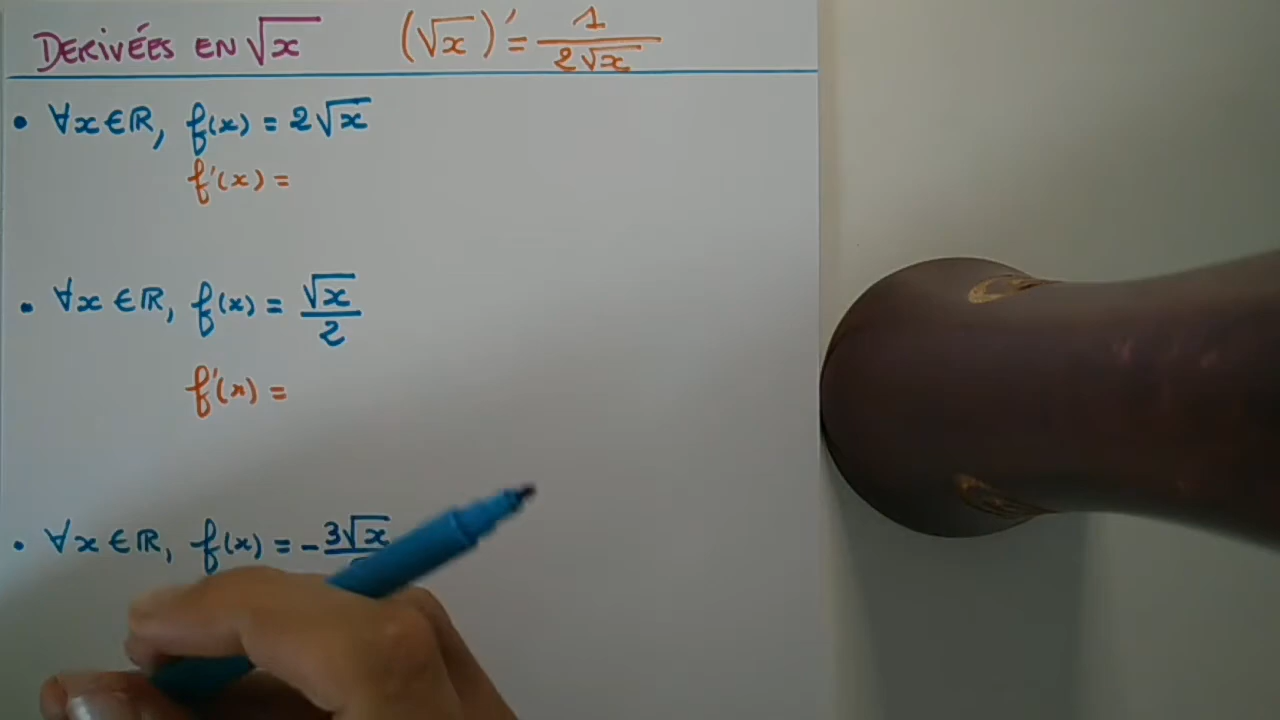 DERIVÉES EN √x (√x)' = 1/(2√x)
• ∀x ∈ ℝ, f(x) = 2√x
f'(x) =
• ∀x ∈ ℝ, f(x) = √x/2
f'(x) =
• ∀x ∈ ℝ, f(x) = -3√x